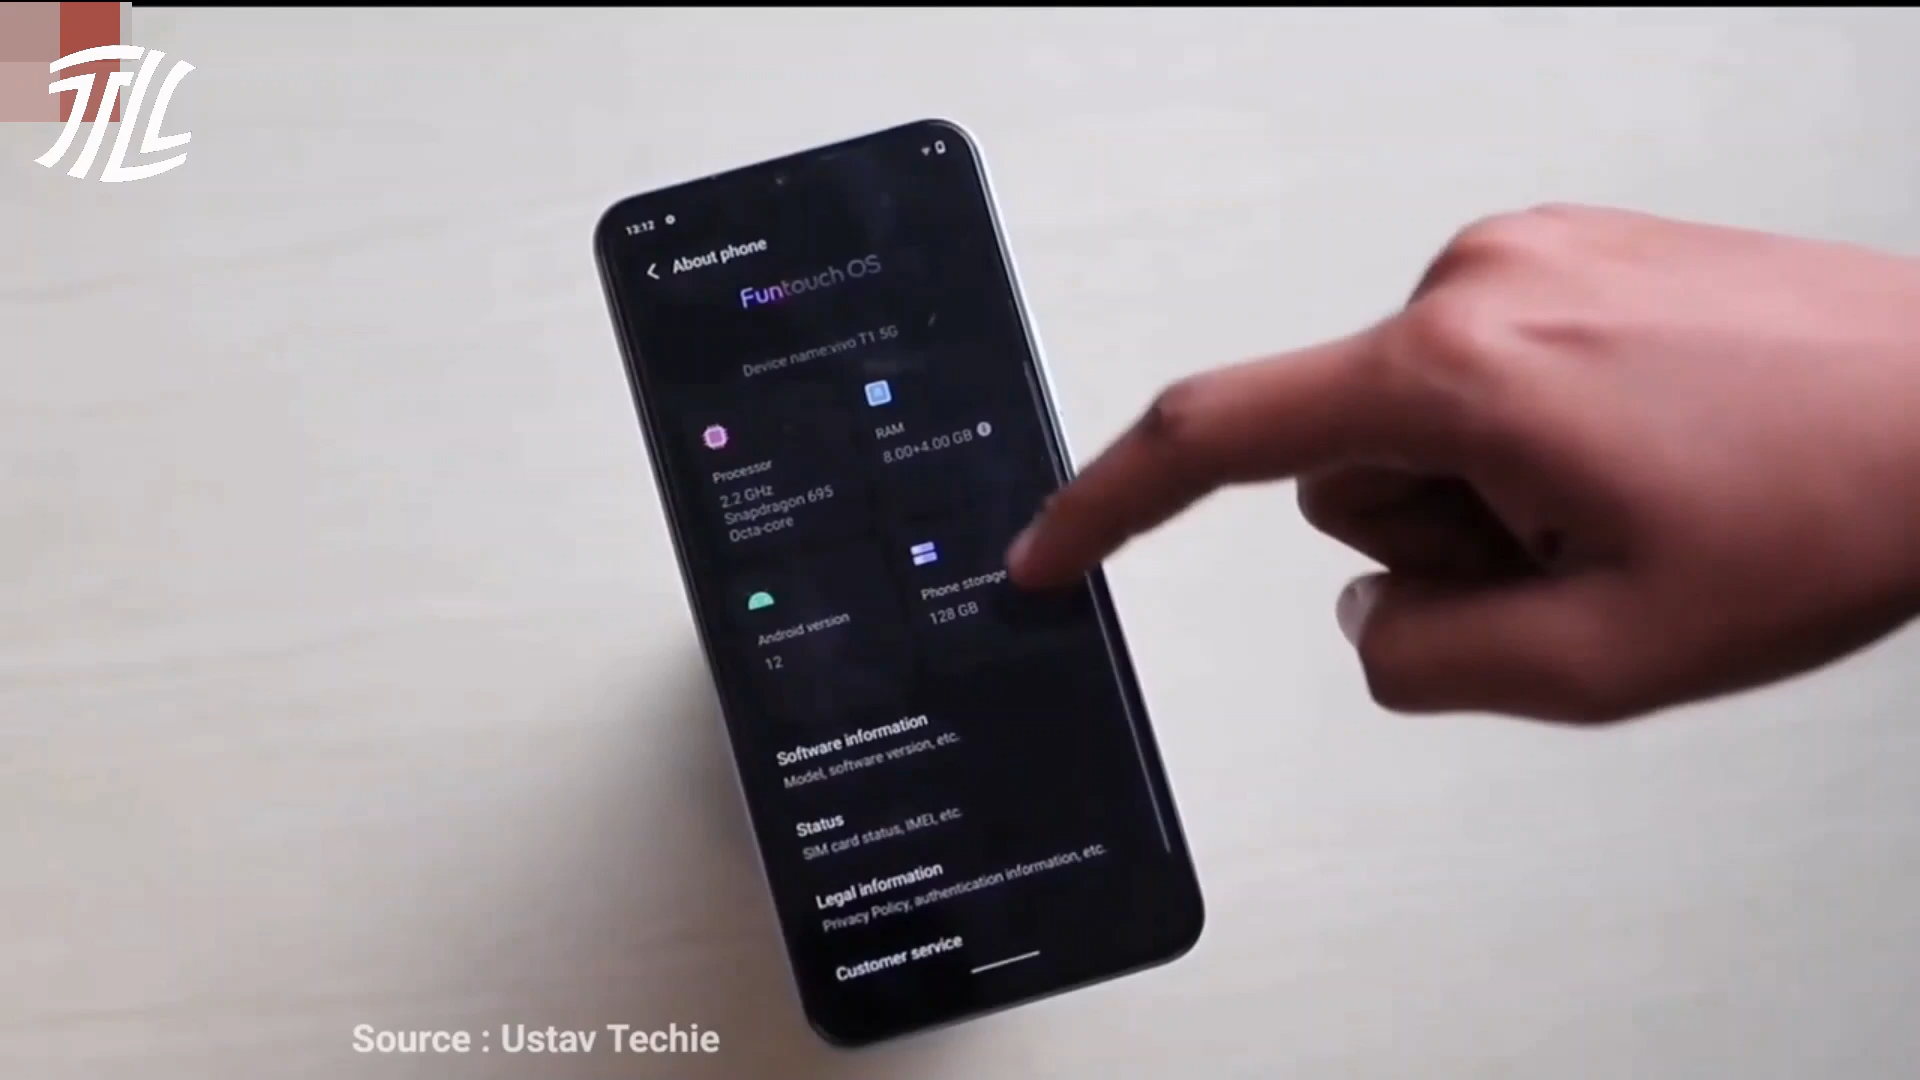 TLL
13:12
About phone
Funtouch OS
Device name:vivo T1 5G
RAM
8.00+4.00 GB
Processor
2.2 GHz
Snapdragon 695
Octa-core
Phone storage
128 GB
Android version
12
Software information
Model, software version, etc.
Status
SIM card status, IMEI, etc.
Legal information
Privacy Policy, authentication information, etc.
Customer service
Source : Ustav Techie